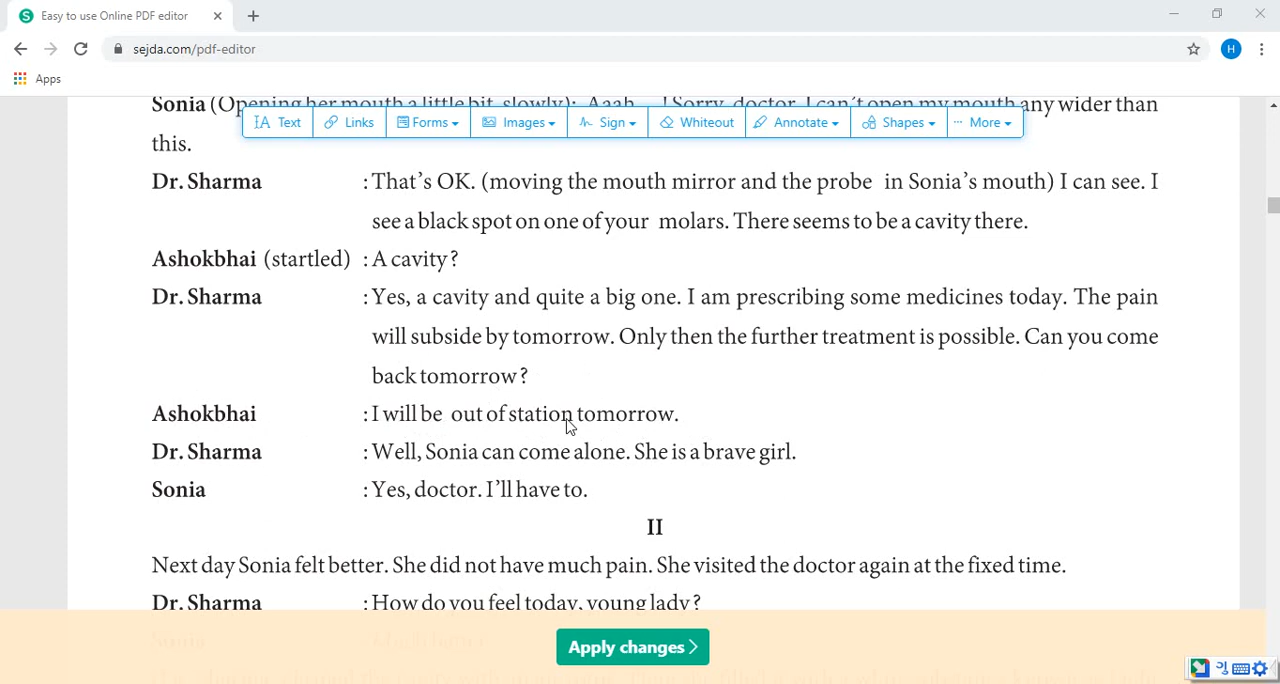 Easy to use Online PDF editor
sejda.com/pdf-editor
H
Apps
Sonia (Opening her mouth a little bit slowly): Aaah...! Sorry, doctor. I can't open my mouth any wider than
Text Links Forms Images Sign Whiteout Annotate Shapes More
this.
Dr. Sharma : That's OK. (moving the mouth mirror and the probe in Sonia's mouth) I can see. I
see a black spot on one of your molars. There seems to be a cavity there.
Ashokbhai (startled) : A cavity?
Dr. Sharma : Yes, a cavity and quite a big one. I am prescribing some medicines today. The pain
will subside by tomorrow. Only then the further treatment is possible. Can you come
back tomorrow?
Ashokbhai : I will be out of station tomorrow.
Dr. Sharma : Well, Sonia can come alone. She is a brave girl.
Sonia : Yes, doctor. I'll have to.
II
Next day Sonia felt better. She did not have much pain. She visited the doctor again at the fixed time.
Dr. Sharma : How do you feel today, young lady?
Sonia
Apply changes